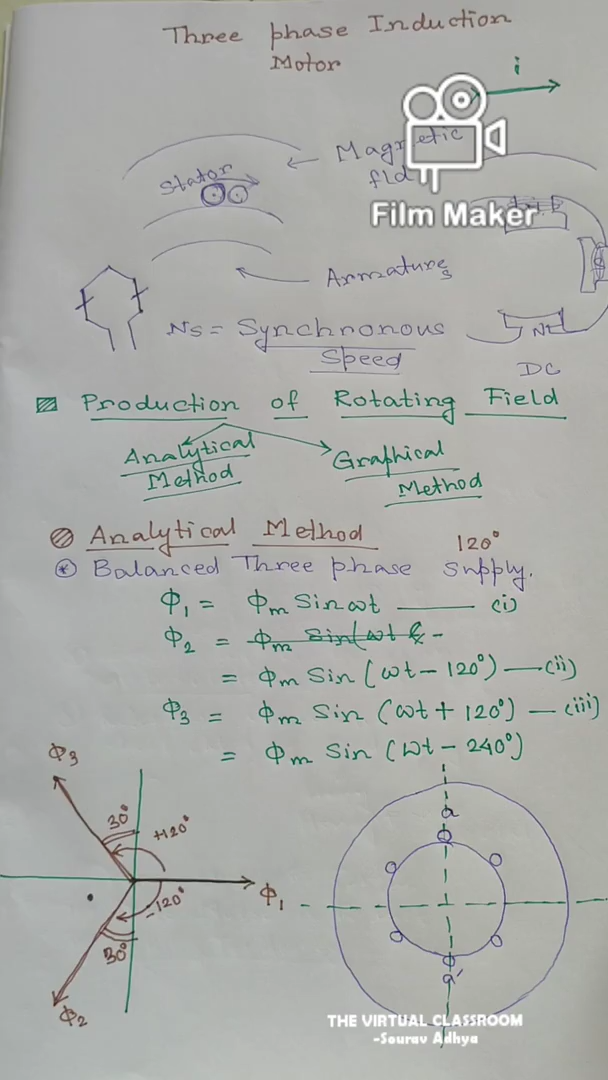 Three phase Induction
Motor
i
Magnetic
fld
Stator
Film Maker
Armatures
Ns = Synchronous
Speed
DC
Production of Rotating Field
Analytical
Method
Graphical
Method
Analytical Method
120°
Balanced Three phase supply.
Φ₁ = Φm Sin ωt —— (i)
Φ₂ = Φm Sin (ωt
= Φm Sin (ωt - 120°) — (ii)
Φ₃ = Φm Sin (ωt + 120°) — (iii)
= Φm Sin (ωt - 240°)
Φ₃
30°
+120°
Φ₁
-120°
30°
Φ₂
a
a'
THE VIRTUAL CLASSROOM
-Sourav Adhya